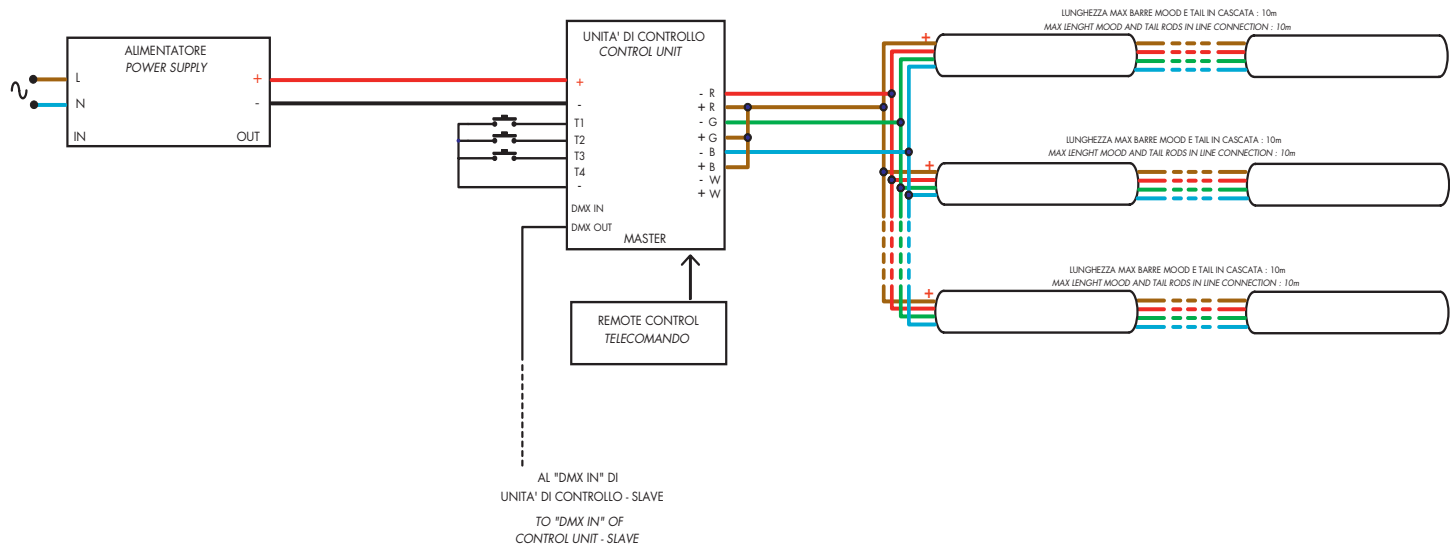 ALIMENTATORE
POWER SUPPLY
L
N
IN
+
-
OUT
UNITA' DI CONTROLLO
CONTROL UNIT
+
-
T1
T2
T3
T4
-
DMX IN
DMX OUT
- R
+ R
- G
+ G
- B
+ B
- W
+ W
MASTER
REMOTE CONTROL
TELECOMANDO
AL "DMX IN" DI
UNITA' DI CONTROLLO - SLAVE
TO "DMX IN" OF
CONTROL UNIT - SLAVE
LUNGHEZZA MAX BARRE MOOD E TAIL IN CASCATA : 10m
MAX LENGHT MOOD AND TAIL RODS IN LINE CONNECTION : 10m
+
LUNGHEZZA MAX BARRE MOOD E TAIL IN CASCATA : 10m
MAX LENGHT MOOD AND TAIL RODS IN LINE CONNECTION : 10m
+
LUNGHEZZA MAX BARRE MOOD E TAIL IN CASCATA : 10m
MAX LENGHT MOOD AND TAIL RODS IN LINE CONNECTION : 10m
+